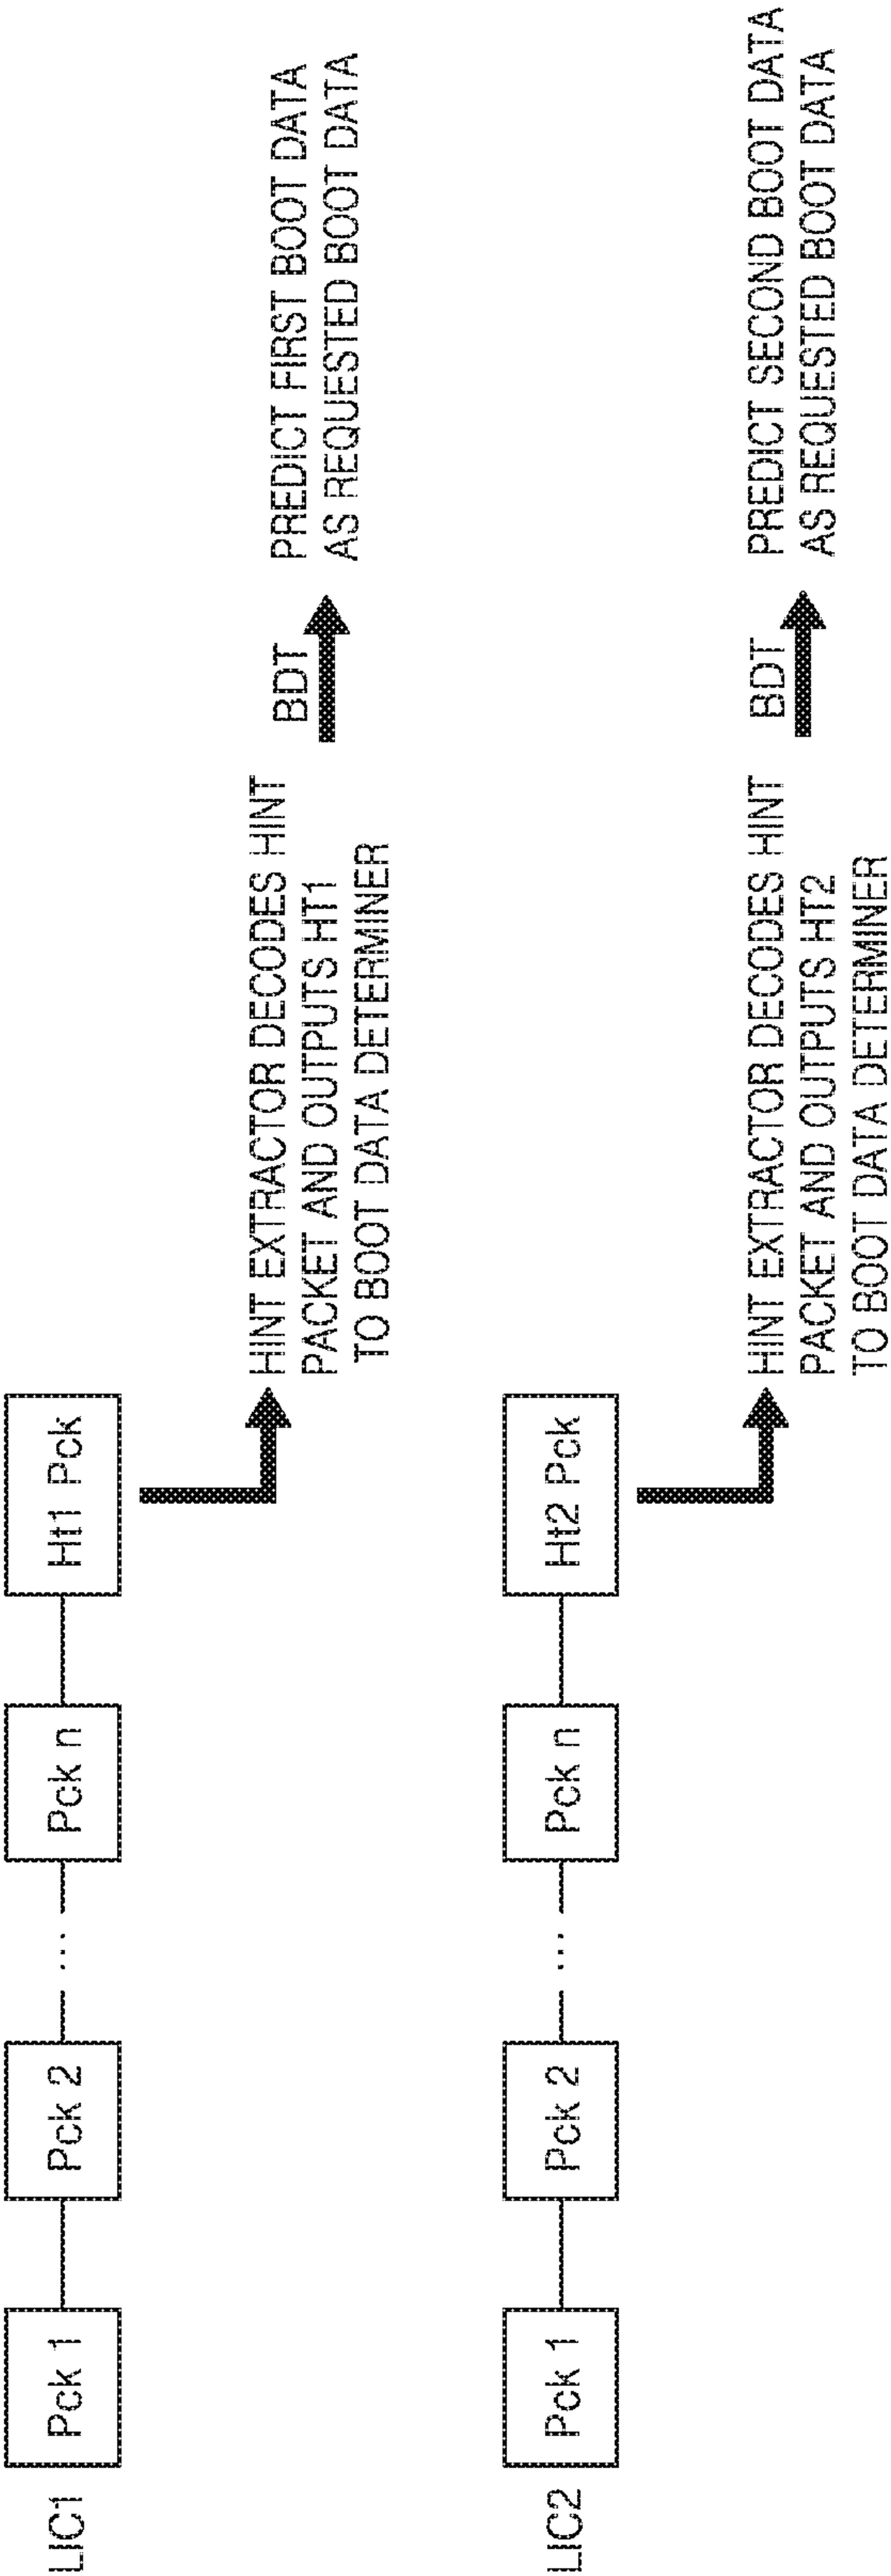 LIC1
Pck 1
Pck 2
...
Pck n
Ht1 Pck
HINT EXTRACTOR DECODES HINT
PACKET AND OUTPUTS HT1
TO BOOT DATA DETERMINER
BDT
PREDICT FIRST BOOT DATA
AS REQUESTED BOOT DATA
LIC2
Pck 1
Pck 2
...
Pck n
Ht2 Pck
HINT EXTRACTOR DECODES HINT
PACKET AND OUTPUTS HT2
TO BOOT DATA DETERMINER
BDT
PREDICT SECOND BOOT DATA
AS REQUESTED BOOT DATA